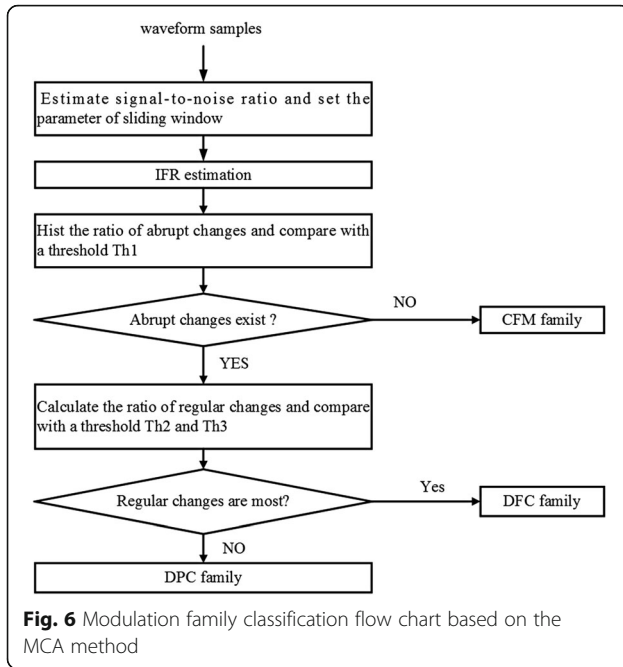 waveform samples
Estimate signal-to-noise ratio and set the
parameter of sliding window
IFR estimation
Hist the ratio of abrupt changes and compare with
a threshold Th1
Abrupt changes exist ?
NO
CFM family
YES
Calculate the ratio of regular changes and compare
with a threshold Th2 and Th3
Regular changes are most?
Yes
DFC family
NO
DPC family
Fig. 6 Modulation family classification flow chart based on the
MCA method